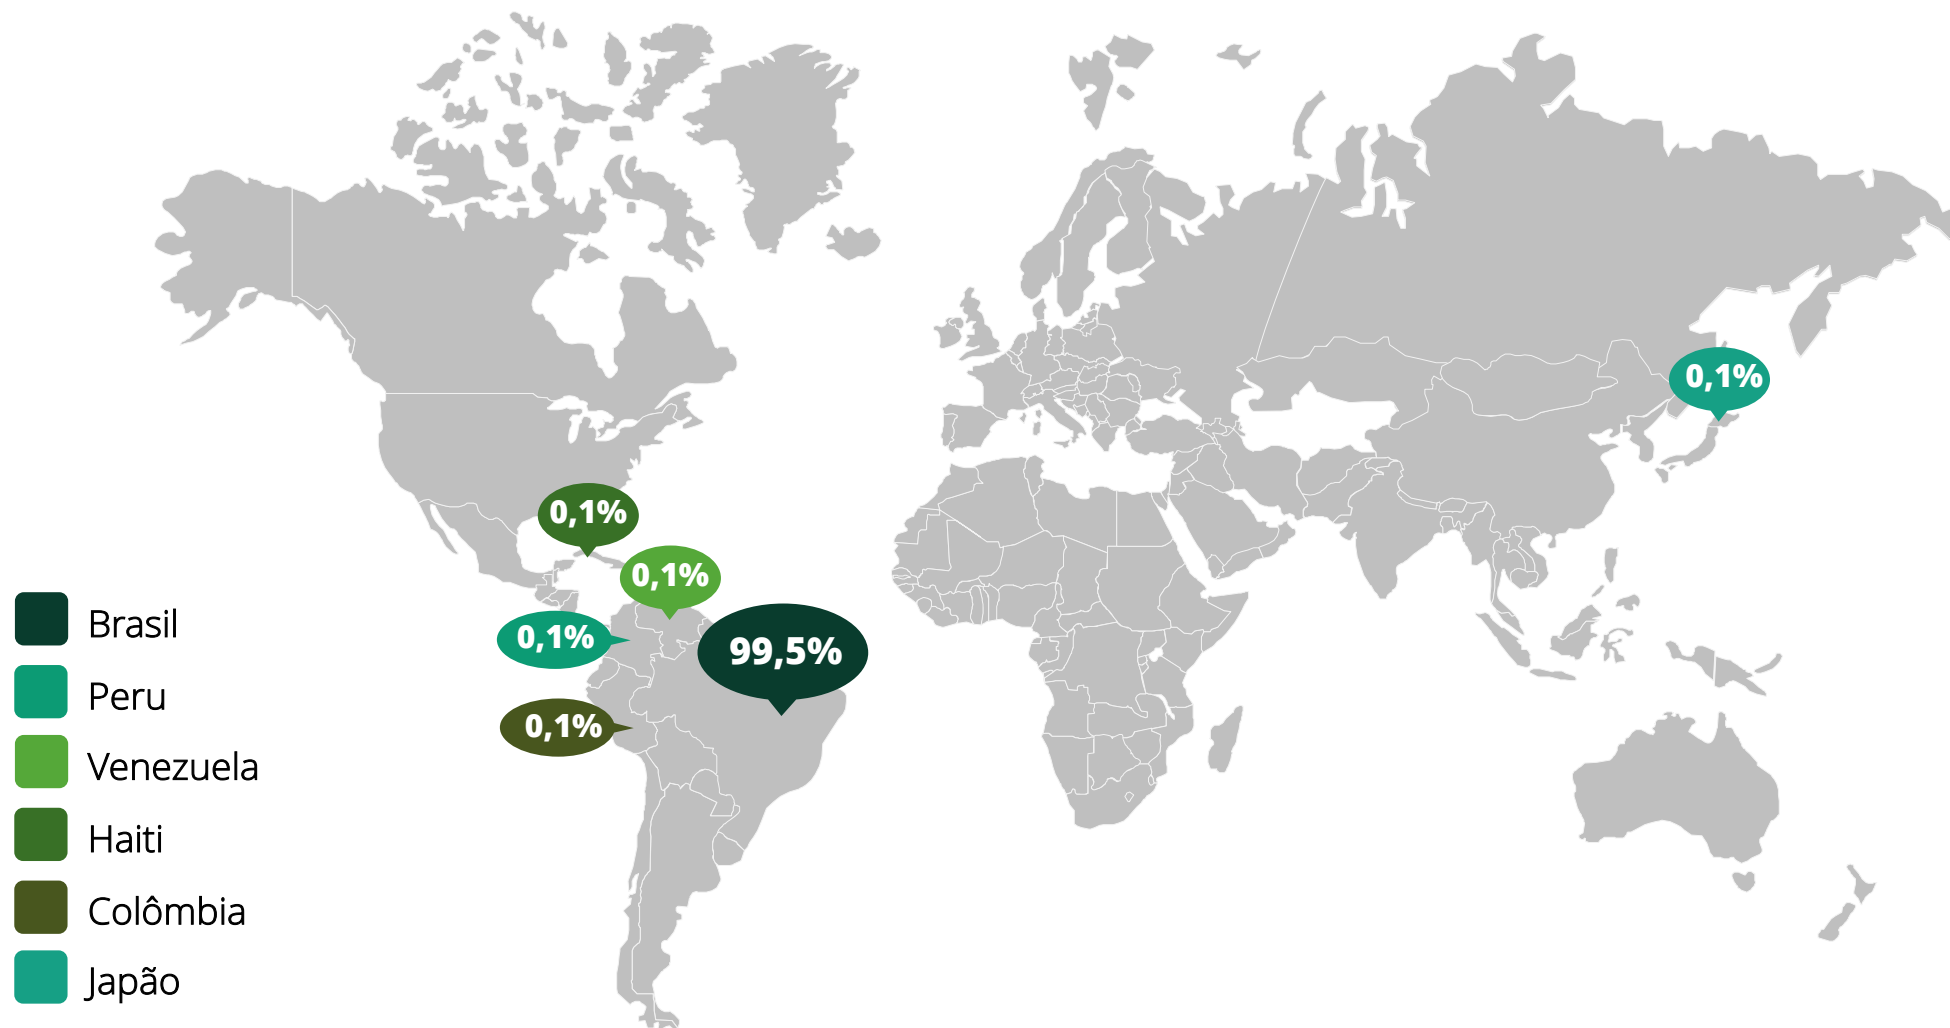 0,1%
0,1%
0,1%
0,1%
99,5%
0,1%
Brasil
Peru
Venezuela
Haiti
Colômbia
Japão